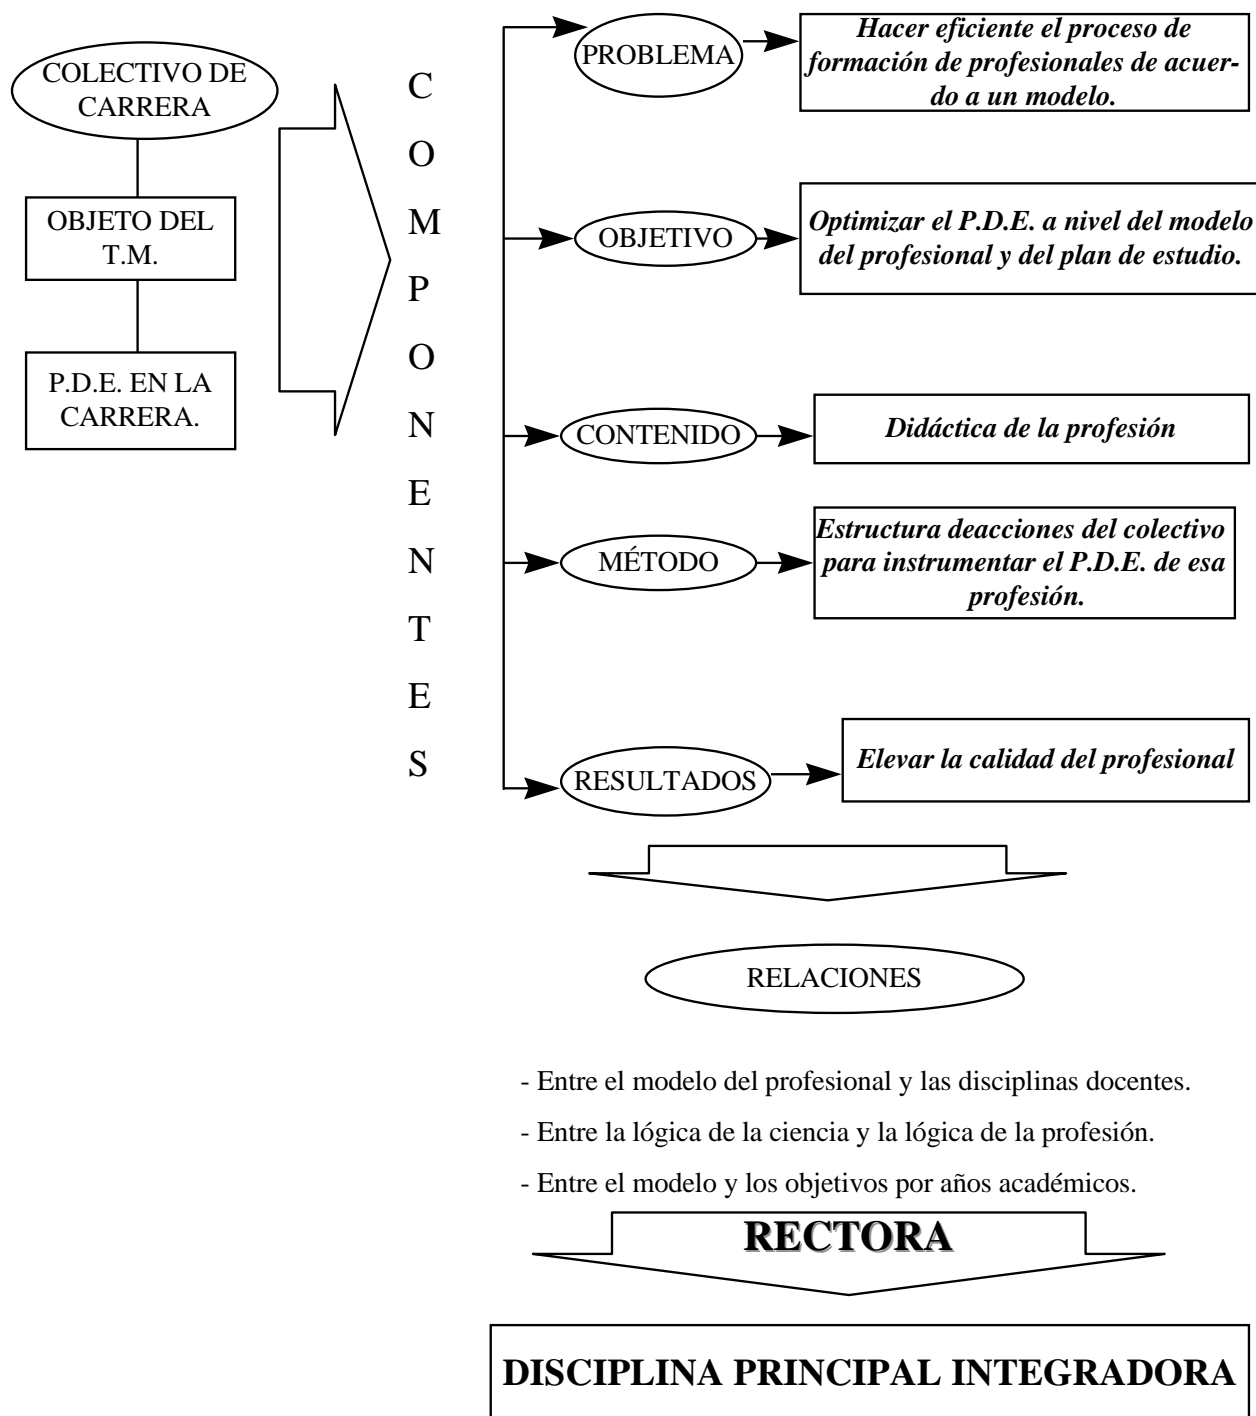 COLECTIVO DE
CARRERA
OBJETO DEL
T.M.
P.D.E. EN LA
CARRERA.
C
O
M
P
O
N
E
N
T
E
S
PROBLEMA
Hacer eficiente el proceso de
formación de profesionales de acuer-
do a un modelo.
OBJETIVO
Optimizar el P.D.E. a nivel del modelo
del profesional y del plan de estudio.
CONTENIDO
Didáctica de la profesión
MÉTODO
Estructura deacciones del colectivo
para instrumentar el P.D.E. de esa
profesión.
RESULTADOS
Elevar la calidad del profesional
RELACIONES
- Entre el modelo del profesional y las disciplinas docentes.
- Entre la lógica de la ciencia y la lógica de la profesión.
- Entre el modelo y los objetivos por años académicos.
RECTORA
DISCIPLINA PRINCIPAL INTEGRADORA